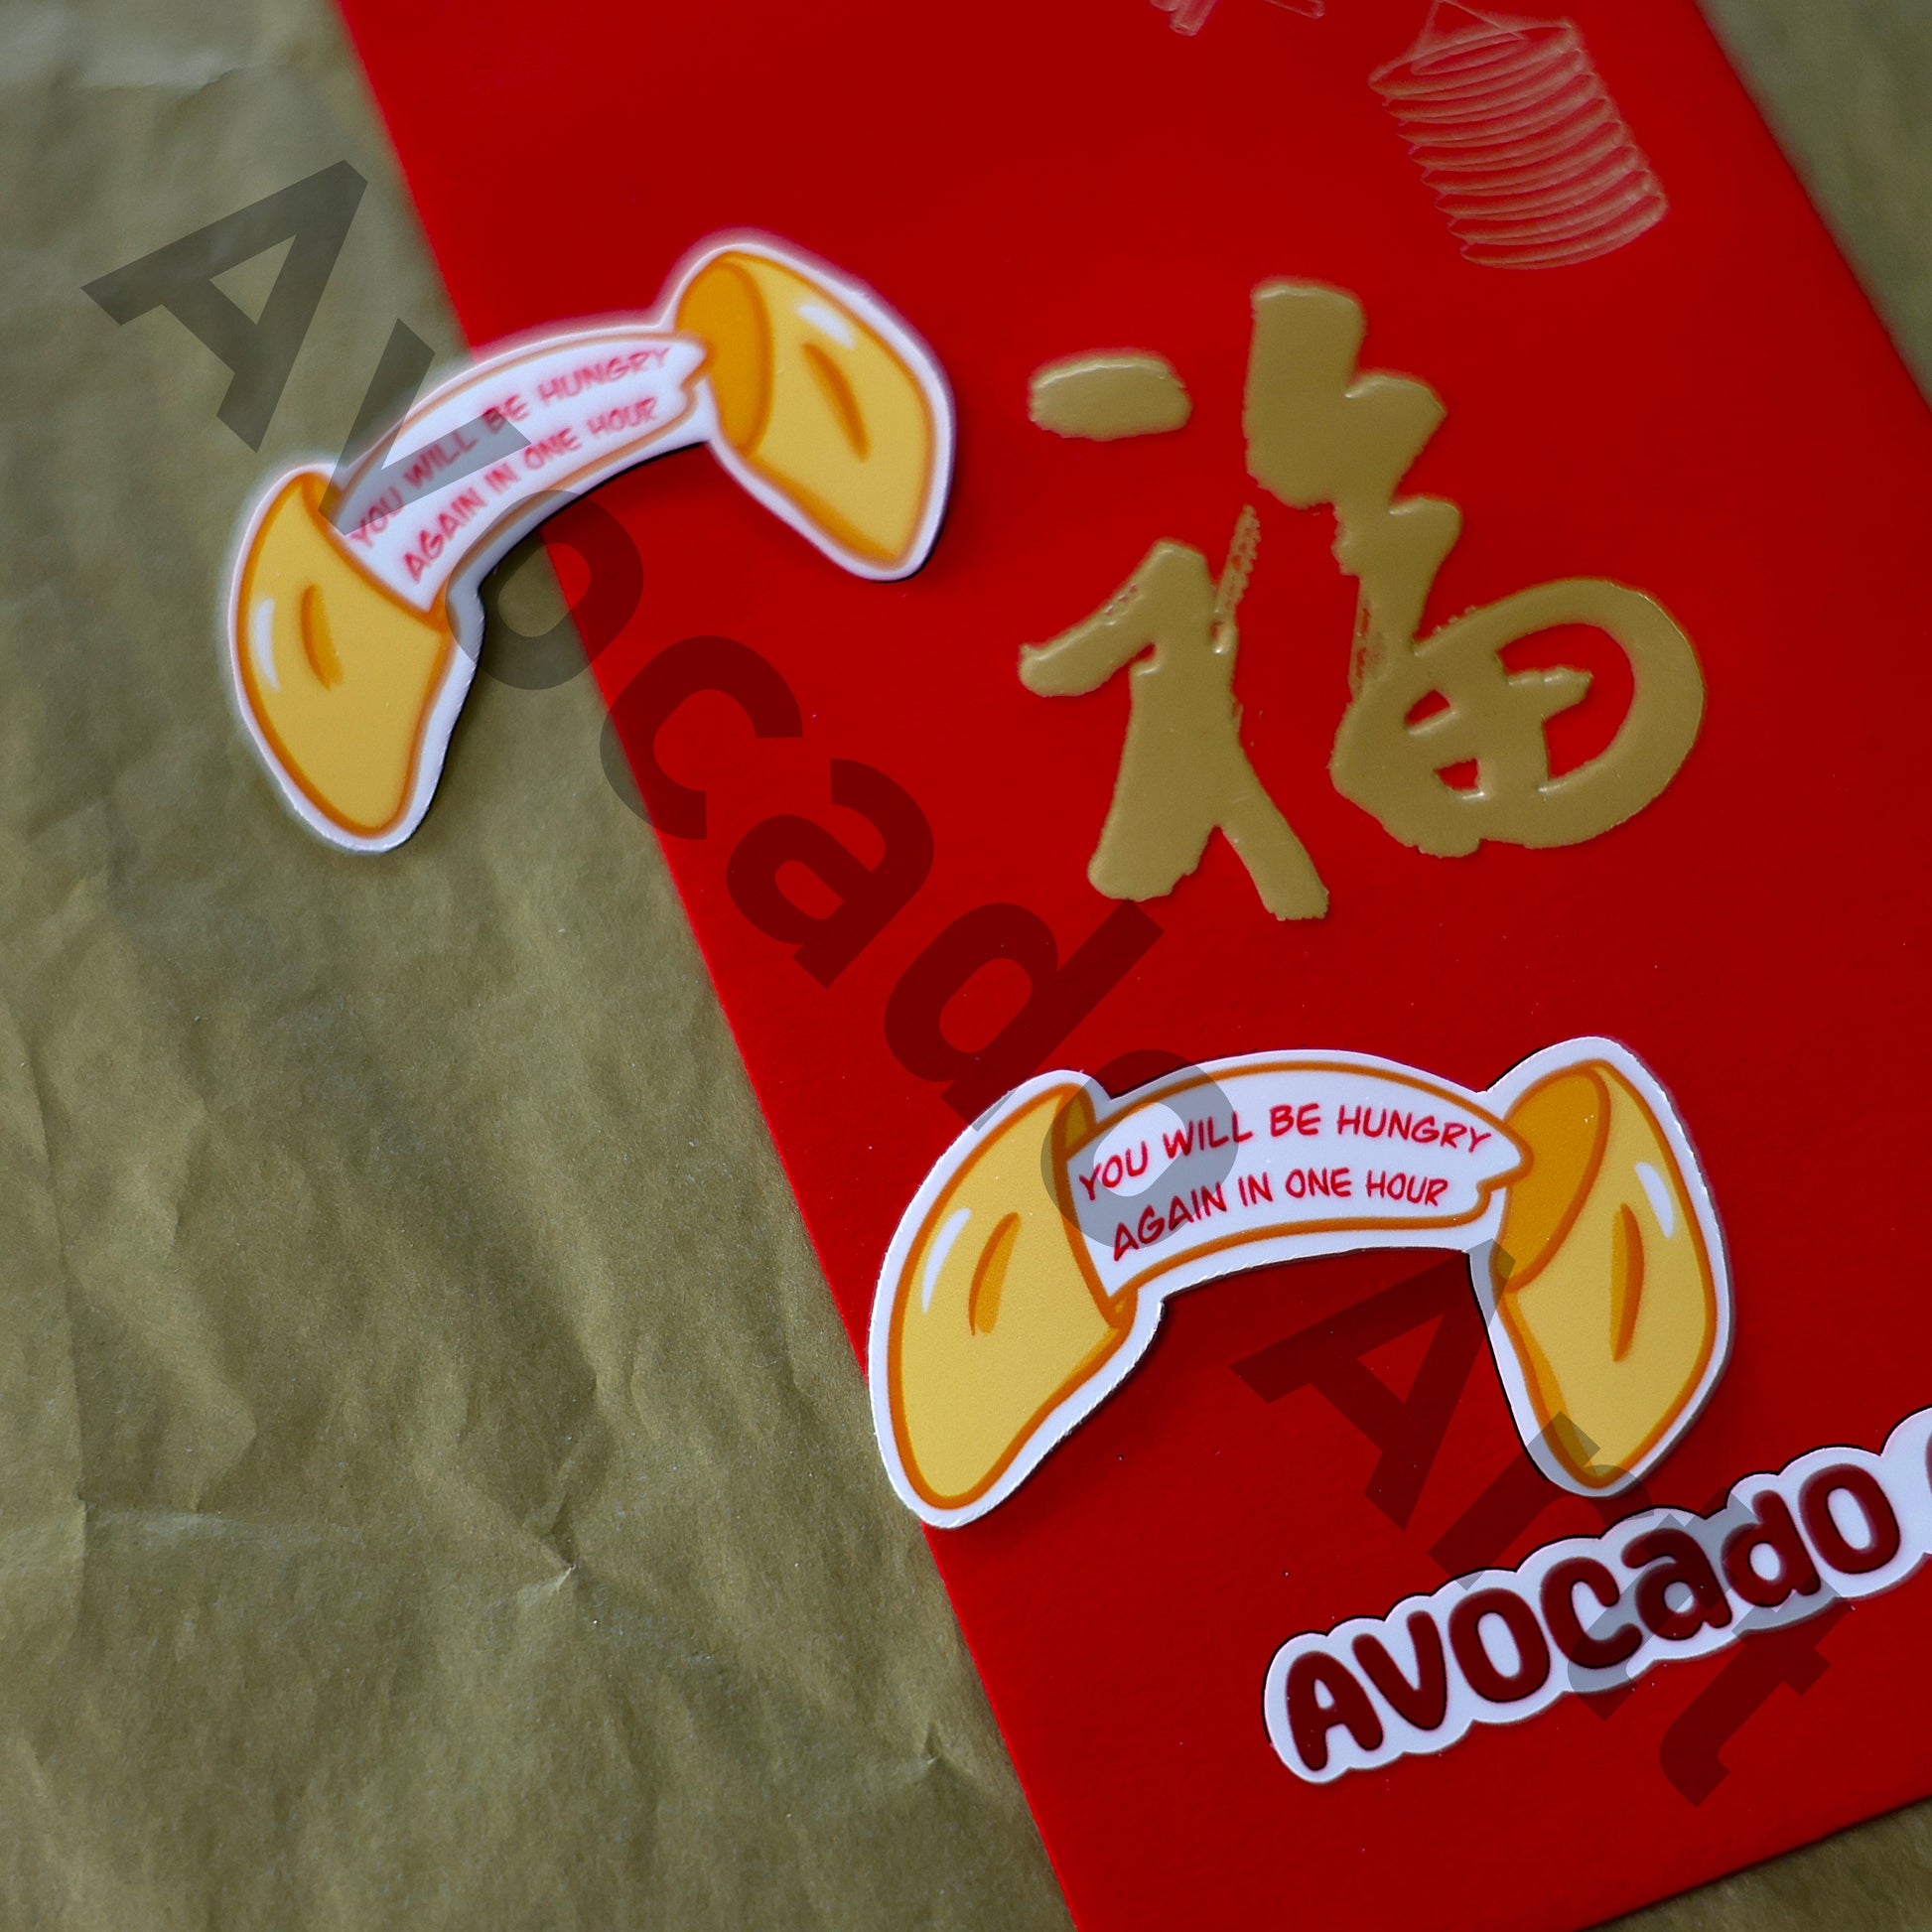 YOU WILL BE HUNGRY
AGAIN IN ONE HOUR
福
YOU WILL BE HUNGRY
AGAIN IN ONE HOUR
AVOCadO
Avocado Art